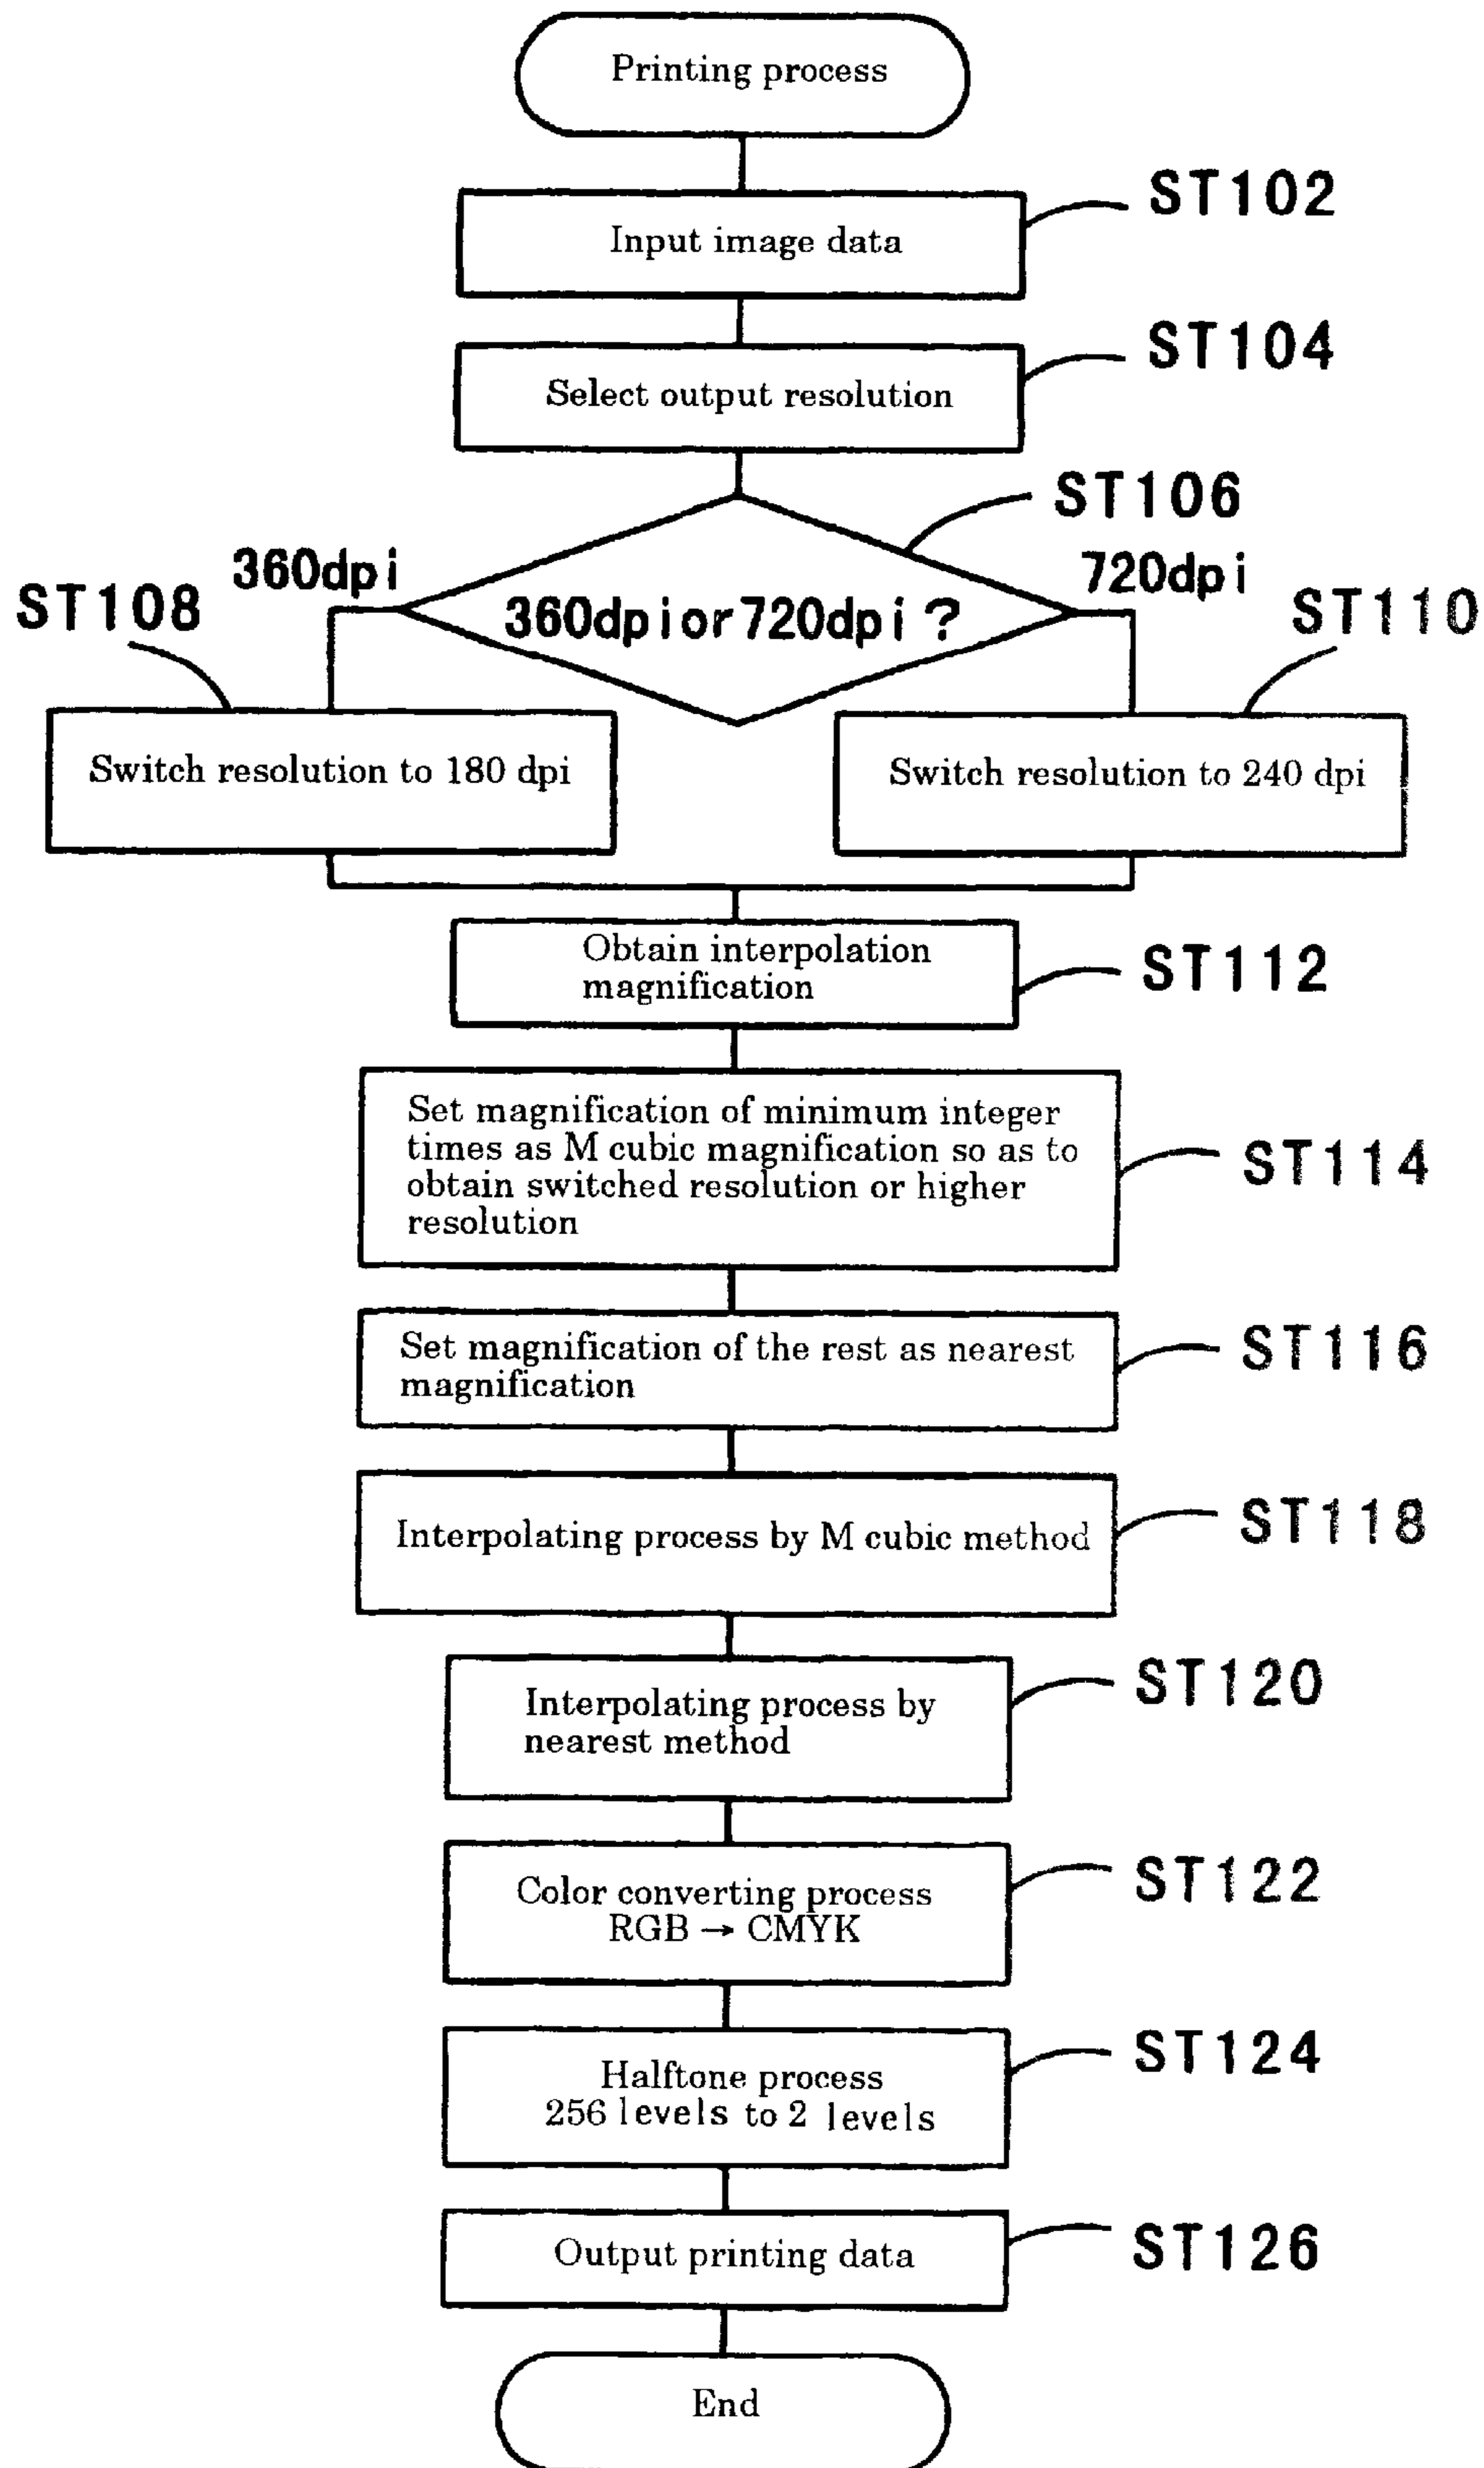 Printing process
ST102
Input image data
ST104
Select output resolution
ST106
360dpi
720dpi
360dpi or 720dpi ?
ST108
ST110
Switch resolution to 180 dpi
Switch resolution to 240 dpi
Obtain interpolation
magnification
ST112
Set magnification of minimum integer
times as M cubic magnification so as to
obtain switched resolution or higher
resolution
ST114
Set magnification of the rest as nearest
magnification
ST116
Interpolating process by M cubic method
ST118
Interpolating process by
nearest method
ST120
Color converting process
RGB → CMYK
ST122
Halftone process
256 levels to 2 levels
ST124
Output printing data
ST126
End